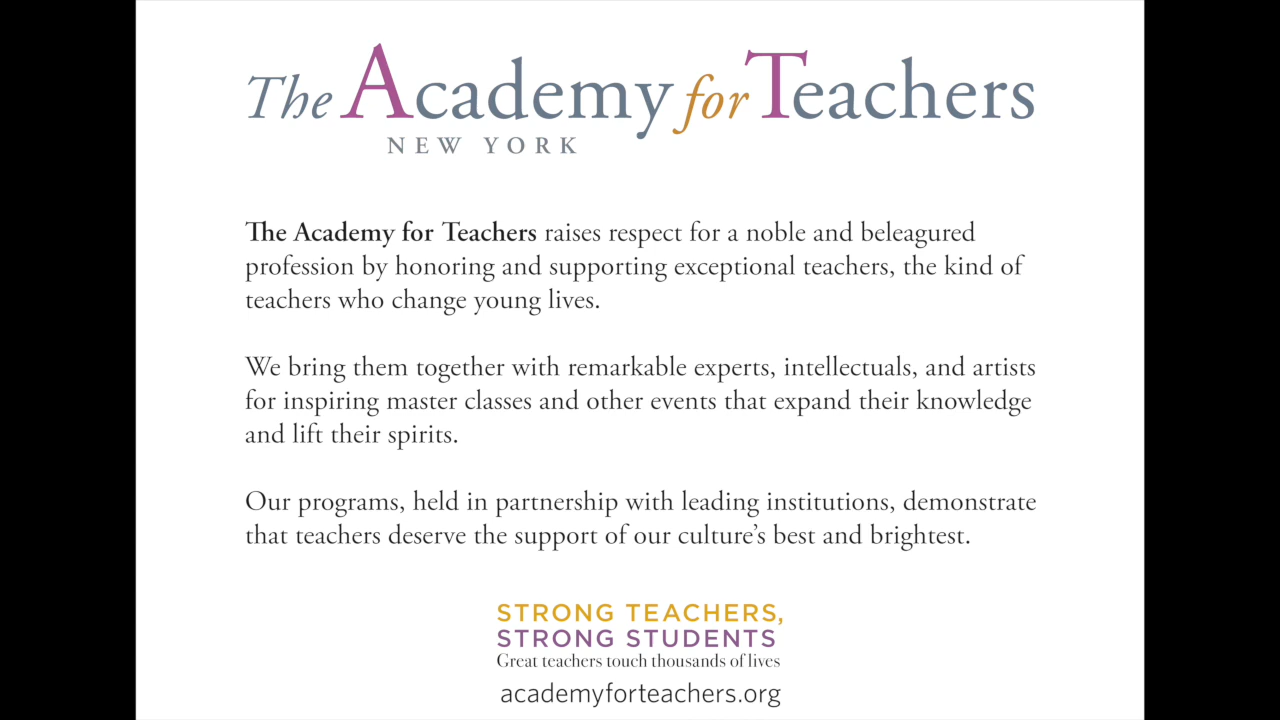 The Academy for Teachers
NEW YORK
The Academy for Teachers raises respect for a noble and beleagured
profession by honoring and supporting exceptional teachers, the kind of
teachers who change young lives.
We bring them together with remarkable experts, intellectuals, and artists
for inspiring master classes and other events that expand their knowledge
and lift their spirits.
Our programs, held in partnership with leading institutions, demonstrate
that teachers deserve the support of our culture’s best and brightest.
STRONG TEACHERS,
STRONG STUDENTS
Great teachers touch thousands of lives
academyforteachers.org